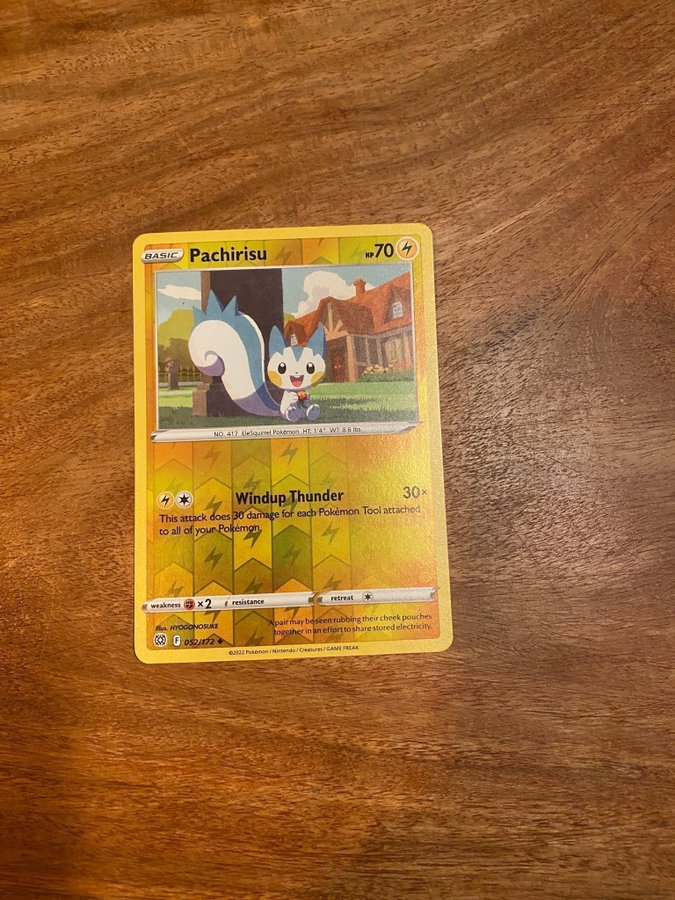 BASIC Pachirisu HP 70
NO. 417 EleSquirrel Pokémon HT: 1'4" WT: 8.6 lbs.
Windup Thunder 30×
This attack does 30 damage for each Pokémon Tool attached
to all of your Pokémon.
weakness ×2 resistance retreat
Illus. HYOGONOSUKE
A pair may be seen rubbing their cheek pouches
together in an effort to share stored electricity.
F 052/172
©2022 Pokémon / Nintendo / Creatures / GAME FREAK